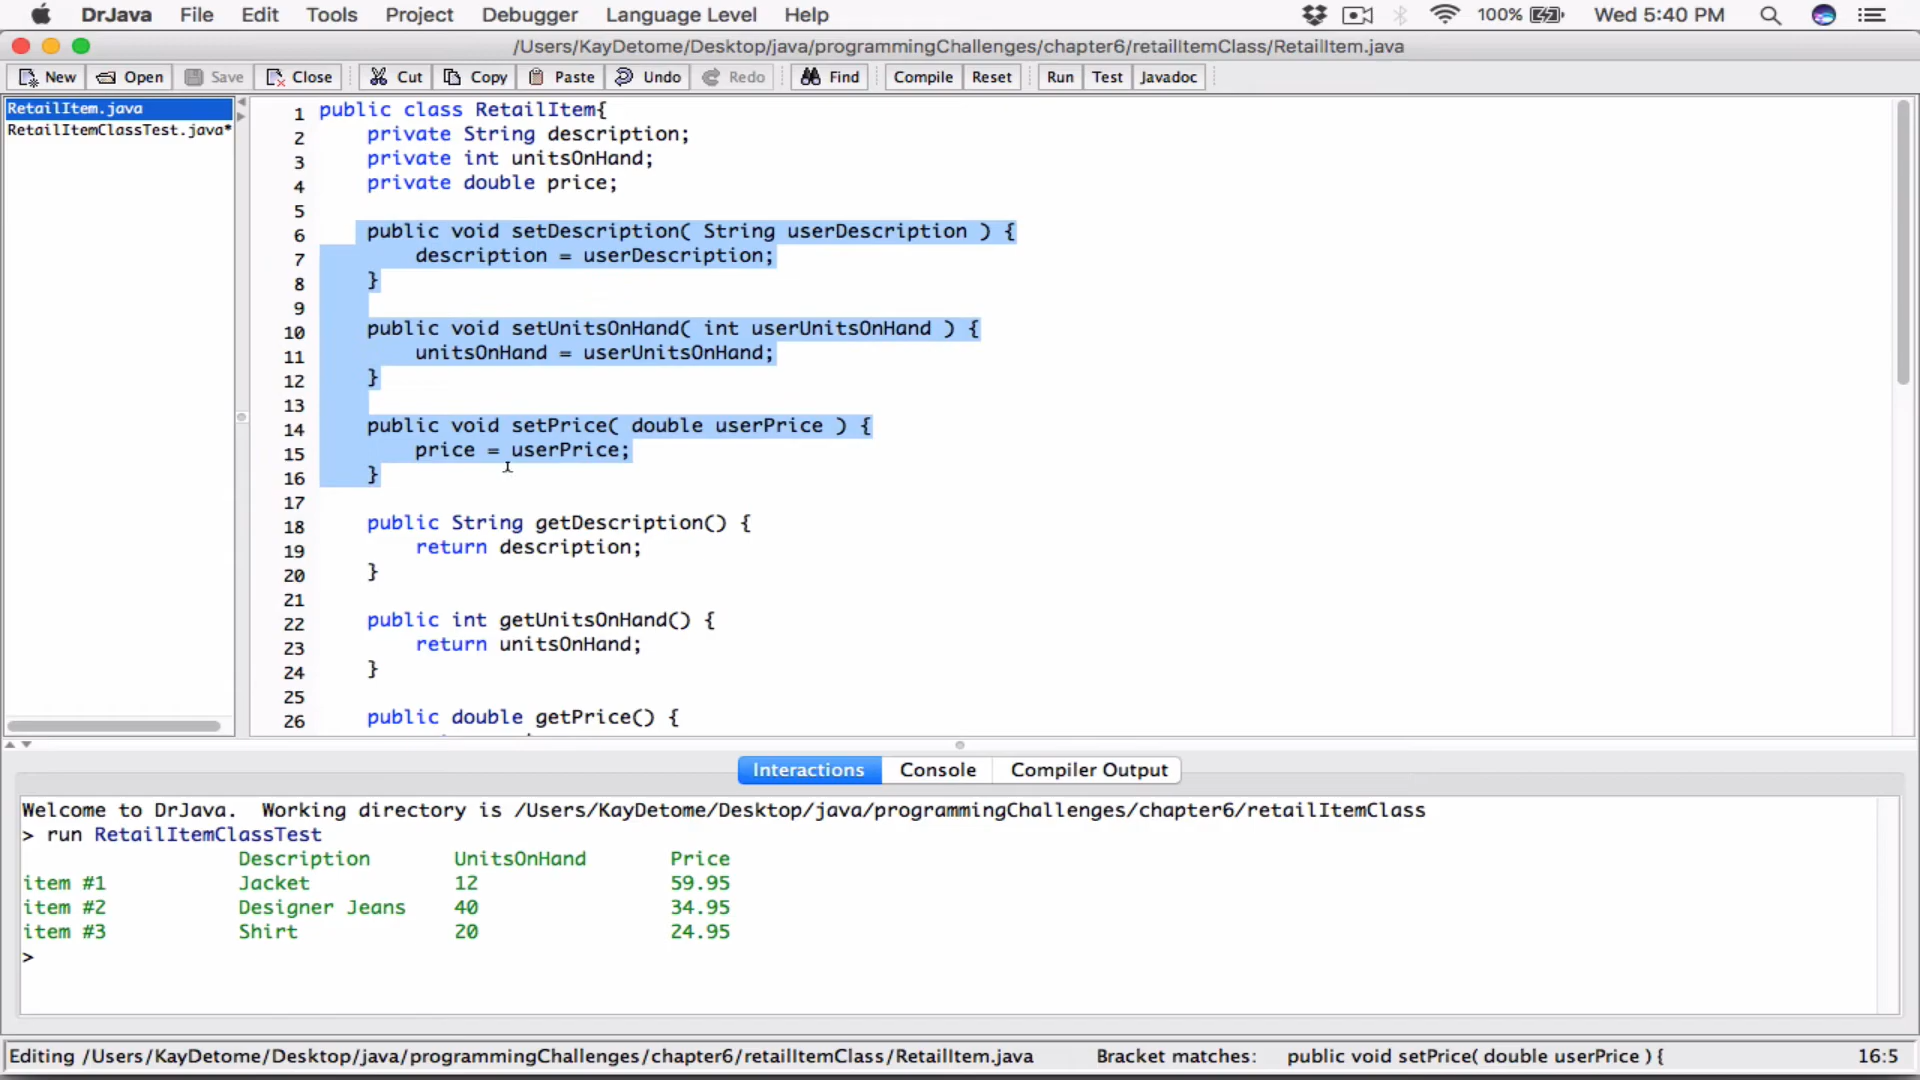 DrJava File Edit Tools Project Debugger Language Level Help 100% Wed 5:40 PM
/Users/KayDetome/Desktop/java/programmingChallenges/chapter6/retailItemClass/RetailItem.java
New Open Save Close Cut Copy Paste Undo Redo Find Compile Reset Run Test Javadoc
RetailItem.java
RetailItemClassTest.java*
1 public class RetailItem{
2 private String description;
3 private int unitsOnHand;
4 private double price;
5
6 public void setDescription( String userDescription ) {
7 description = userDescription;
8 }
9
10 public void setUnitsOnHand( int userUnitsOnHand ) {
11 unitsOnHand = userUnitsOnHand;
12 }
13
14 public void setPrice( double userPrice ) {
15 price = userPrice;
16 }
17
18 public String getDescription() {
19 return description;
20 }
21
22 public int getUnitsOnHand() {
23 return unitsOnHand;
24 }
25
26 public double getPrice() {
Interactions Console Compiler Output
Welcome to DrJava. Working directory is /Users/KayDetome/Desktop/java/programmingChallenges/chapter6/retailItemClass
> run RetailItemClassTest
Description UnitsOnHand Price
item #1 Jacket 12 59.95
item #2 Designer Jeans 40 34.95
item #3 Shirt 20 24.95
>
Editing /Users/KayDetome/Desktop/java/programmingChallenges/chapter6/retailItemClass/RetailItem.java Bracket matches: public void setPrice( double userPrice ) { 16:5